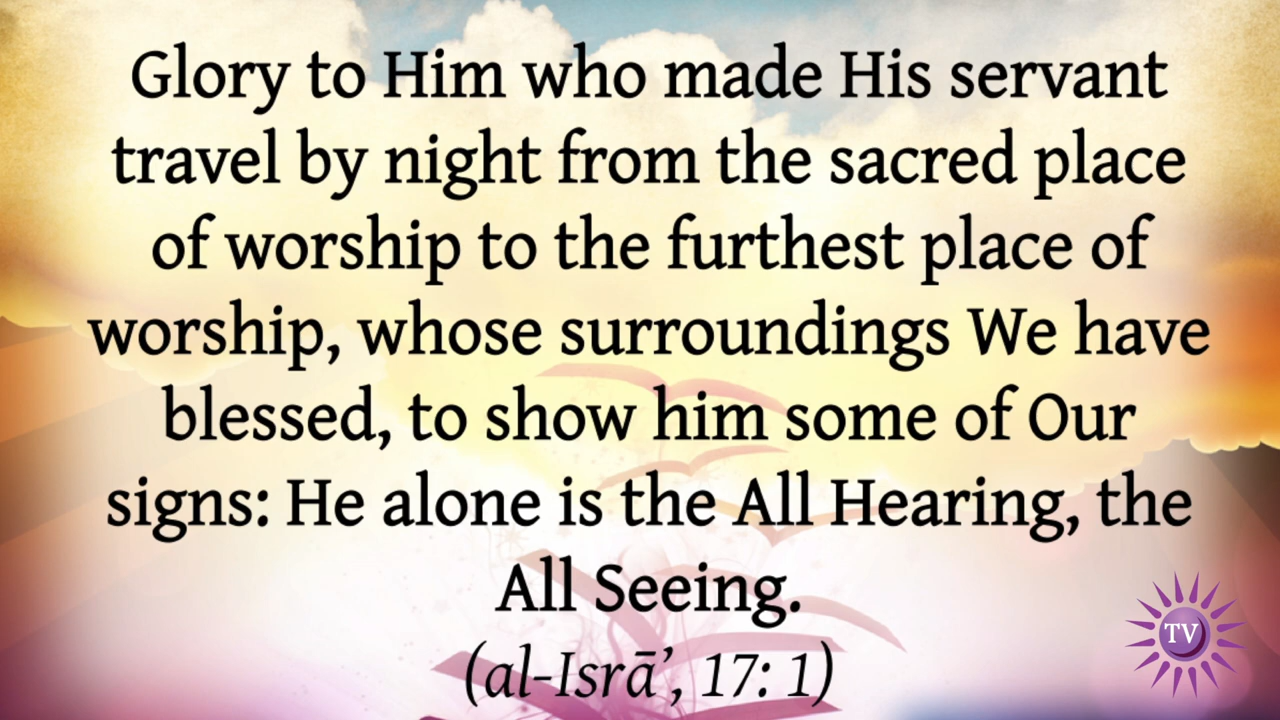 Glory to Him who made His servant
travel by night from the sacred place
of worship to the furthest place of
worship, whose surroundings We have
blessed, to show him some of Our
signs: He alone is the All Hearing, the
All Seeing.
(al-Isrā’, 17: 1)
TV